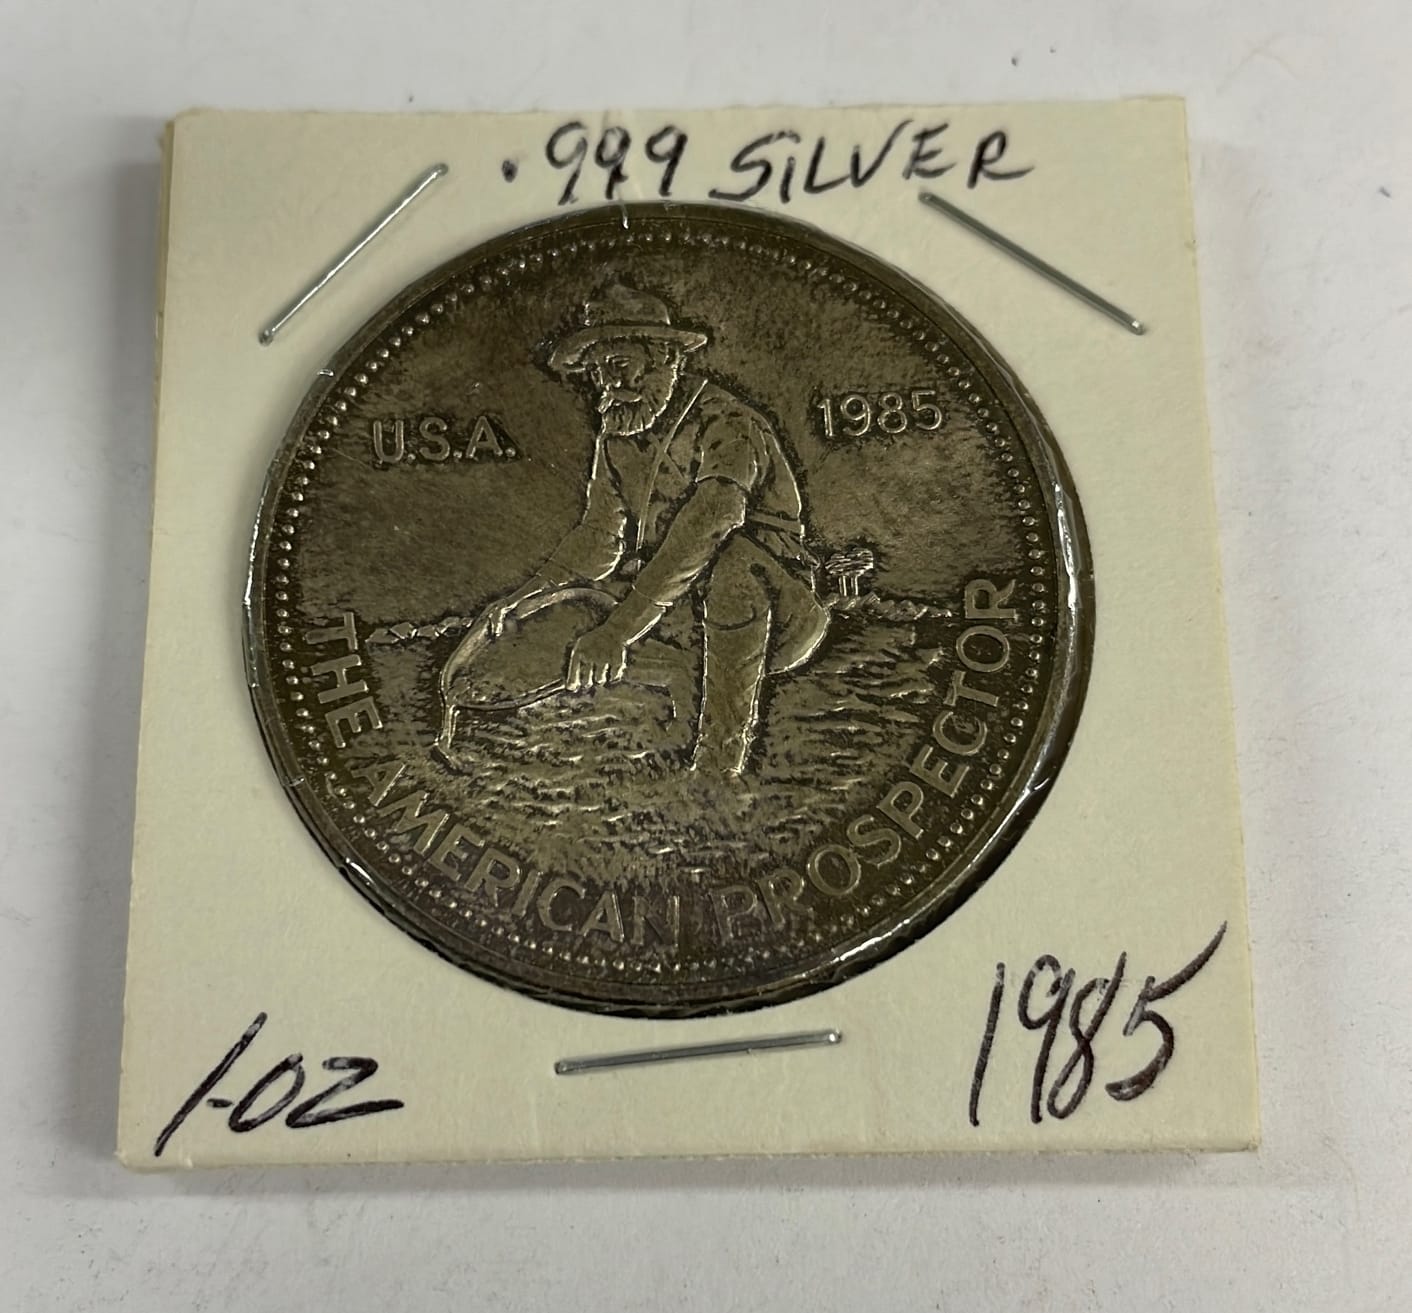 .999 SILVER
U.S.A.
1985
THE AMERICAN PROSPECTOR
1-OZ
1985